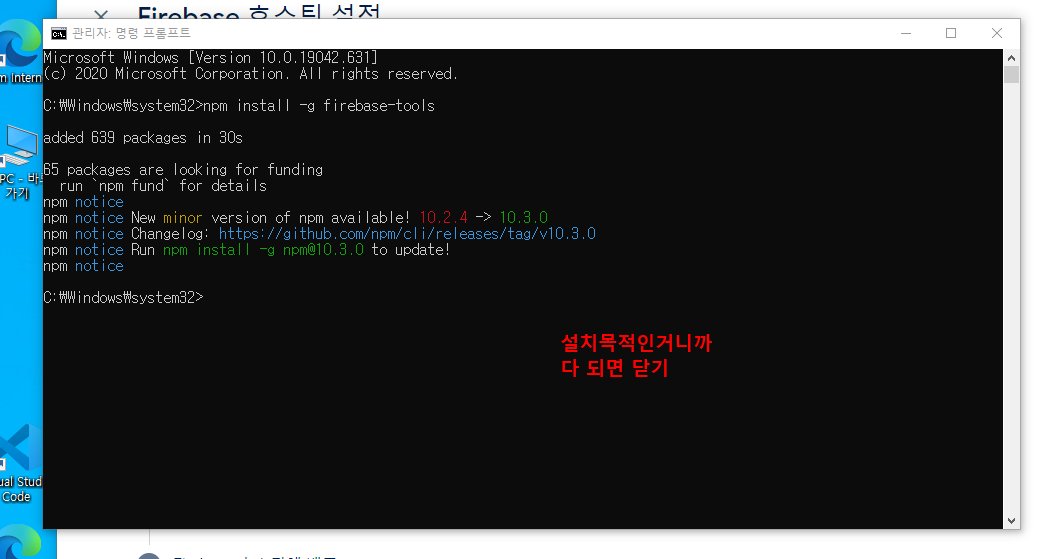 Firebase 호스팅 설정
관리자: 명령 프롬프트
Microsoft Windows [Version 10.0.19042.631]
(c) 2020 Microsoft Corporation. All rights reserved.
C:₩Windows₩system32>npm install -g firebase-tools
added 639 packages in 30s
65 packages are looking for funding
run `npm fund` for details
npm notice
npm notice New minor version of npm available! 10.2.4 -> 10.3.0
npm notice Changelog: https://github.com/npm/cli/releases/tag/v10.3.0
npm notice Run npm install -g npm@10.3.0 to update!
npm notice
C:₩Windows₩system32>
설치목적인거니까
다 되면 닫기
m Intern
PC - 바
가기
ual Stud
Code